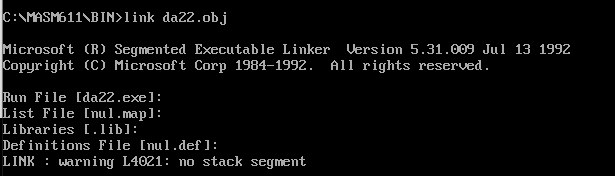 C:\MASM611\BIN>link da22.obj
Microsoft (R) Segmented Executable Linker  Version 5.31.009 Jul 13 1992
Copyright (C) Microsoft Corp 1984-1992.  All rights reserved.
Run File [da22.exe]:
List File [nul.map]:
Libraries [.lib]:
Definitions File [nul.def]:
LINK : warning L4021: no stack segment